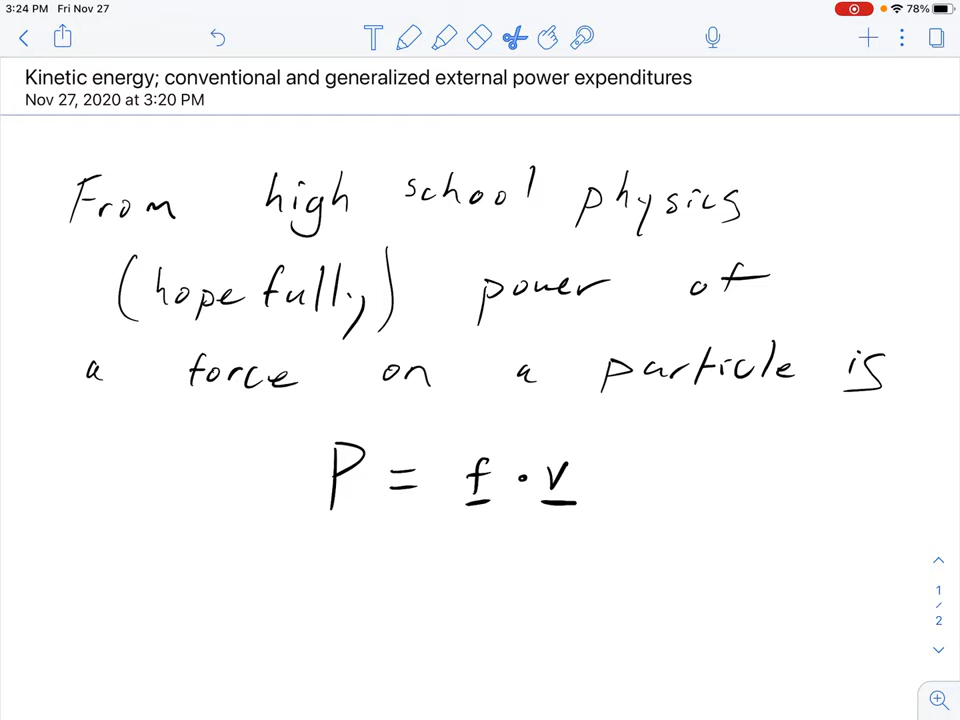 3:24 PM Fri Nov 27
78%
Kinetic energy; conventional and generalized external power expenditures
Nov 27, 2020 at 3:20 PM
From high school physics
(hopefully) power of
a force on a particle is
P = f · v
1
/
2